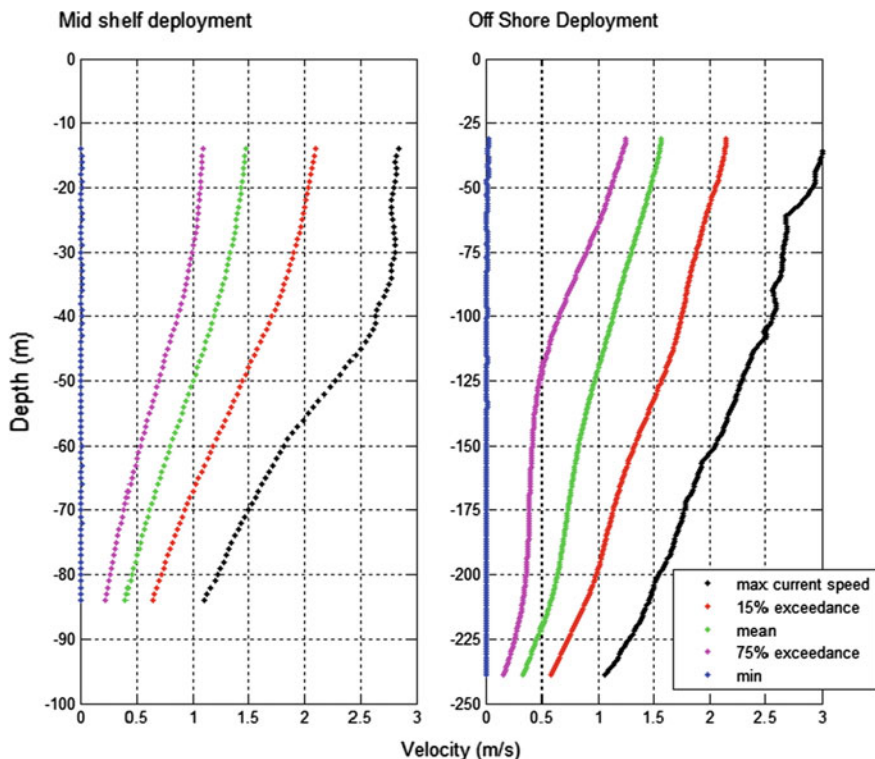 Mid shelf deployment
Off Shore Deployment
0
-10
-20
-30
-40
-50
-60
-70
-80
-90
-100
0
-25
-50
-75
-100
-125
-150
-175
-200
-225
-250
Depth (m)
max current speed
15% exceedance
mean
75% exceedance
min
0 0.5 1 1.5 2 2.5 3
0 0.5 1 1.5 2 2.5 3
Velocity (m/s)